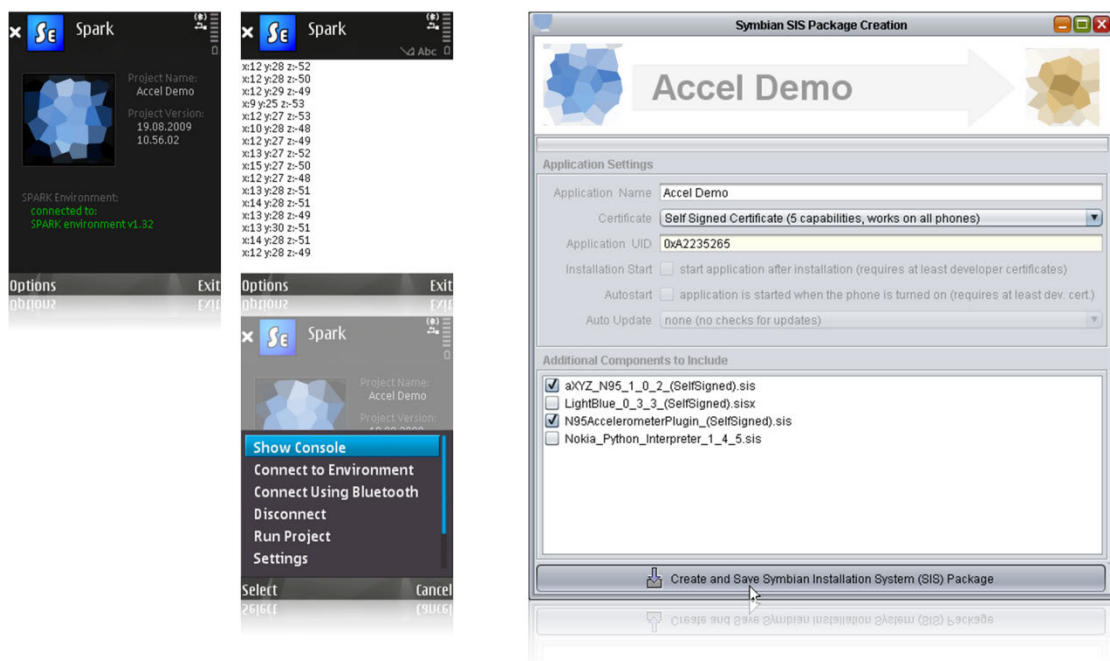 SE Spark
Project Name:
Accel Demo
Project Version:
19.08.2009
10.56.02
SPARK Environment:
connected to:
SPARK environment v1.32
Options Exit
SE Spark
Abc
x:12 y:28 z:-52
x:12 y:28 z:-50
x:12 y:29 z:-49
x:9 y:25 z:-53
x:12 y:27 z:-53
x:10 y:28 z:-48
x:12 y:27 z:-49
x:13 y:27 z:-52
x:15 y:27 z:-50
x:12 y:27 z:-48
x:13 y:28 z:-51
x:14 y:28 z:-51
x:13 y:28 z:-49
x:13 y:30 z:-51
x:14 y:28 z:-51
x:12 y:28 z:-49
Options Exit
SE Spark
Project Name:
Accel Demo
Project Version:
19.08.2009
Show Console
Connect to Environment
Connect Using Bluetooth
Disconnect
Run Project
Settings
Select Cancel
Symbian SIS Package Creation
Accel Demo
Application Settings
Application Name Accel Demo
Certificate Self Signed Certificate (5 capabilities, works on all phones)
Application UID 0xA2235265
Installation Start start application after installation (requires at least developer certificates)
Autostart application is started when the phone is turned on (requires at least dev. cert.)
Auto Update none (no checks for updates)
Additional Components to Include
aXYZ_N95_1_0_2_(SelfSigned).sis
LightBlue_0_3_3_(SelfSigned).sisx
N95AccelerometerPlugin_(SelfSigned).sis
Nokia_Python_Interpreter_1_4_5.sis
Create and Save Symbian Installation System (SIS) Package